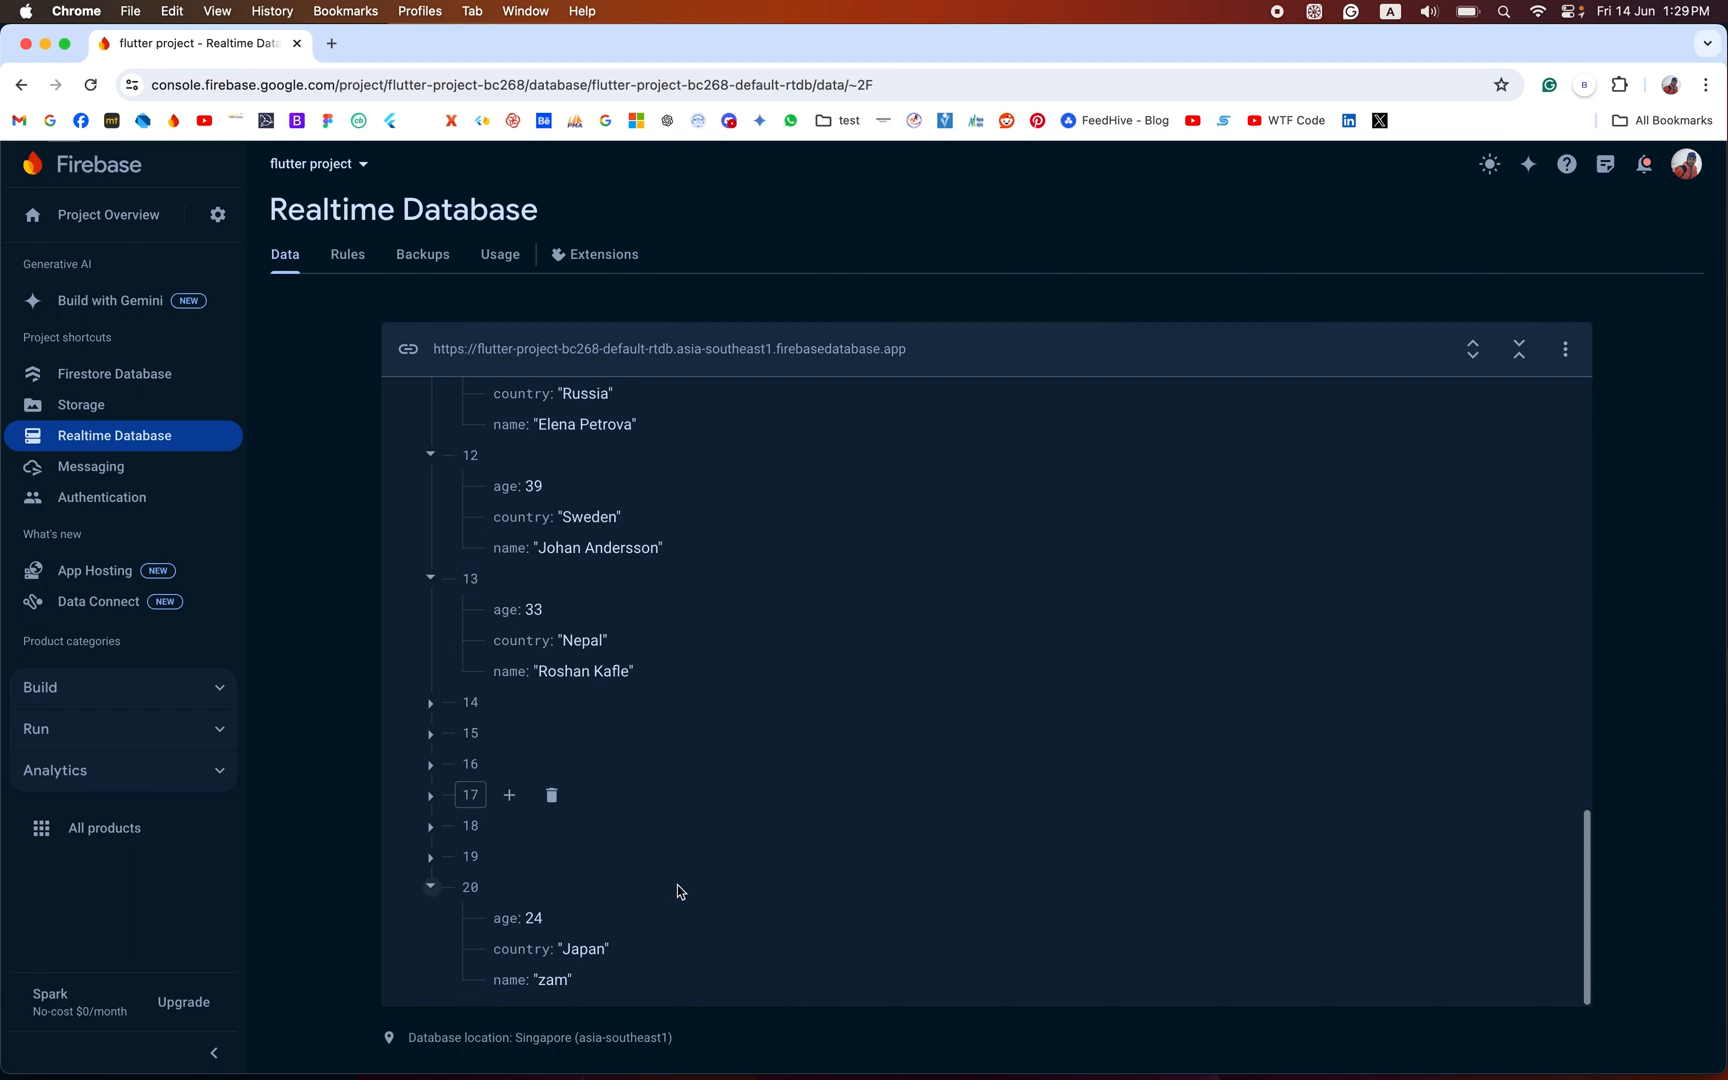 Chrome File Edit View History Bookmarks Profiles Tab Window Help A Fri 14 Jun 1:29 PM
flutter project - Realtime Data
console.firebase.google.com/project/flutter-project-bc268/database/flutter-project-bc268-default-rtdb/data/~2F B
test FeedHive - Blog WTF Code All Bookmarks
Firebase
flutter project
Project Overview
Realtime Database
Data Rules Backups Usage Extensions
Generative AI
Build with Gemini NEW
Project shortcuts
Firestore Database
Storage
Realtime Database
Messaging
Authentication
What's new
App Hosting NEW
Data Connect NEW
Product categories
Build
Run
Analytics
All products
Spark
No-cost $0/month
Upgrade
https://flutter-project-bc268-default-rtdb.asia-southeast1.firebasedatabase.app
country: "Russia"
name: "Elena Petrova"
12
age: 39
country: "Sweden"
name: "Johan Andersson"
13
age: 33
country: "Nepal"
name: "Roshan Kafle"
14
15
16
17
18
19
20
age: 24
country: "Japan"
name: "zam"
Database location: Singapore (asia-southeast1)